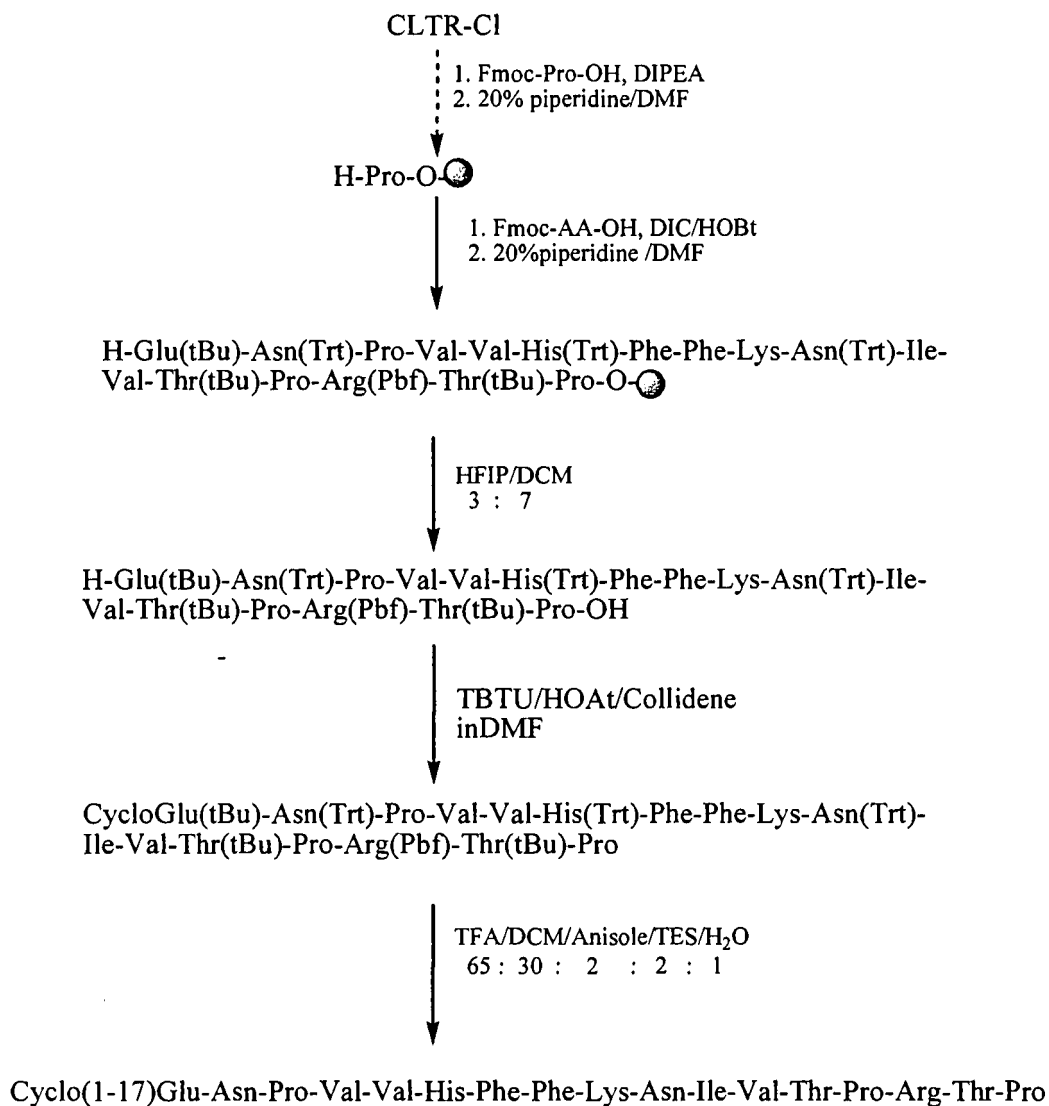 CLTR-Cl
1. Fmoc-Pro-OH, DIPEA
2. 20% piperidine/DMF
H-Pro-O
1. Fmoc-AA-OH, DIC/HOBt
2. 20%piperidine /DMF
H-Glu(tBu)-Asn(Trt)-Pro-Val-Val-His(Trt)-Phe-Phe-Lys-Asn(Trt)-Ile-
Val-Thr(tBu)-Pro-Arg(Pbf)-Thr(tBu)-Pro-O-
HFIP/DCM
3 : 7
H-Glu(tBu)-Asn(Trt)-Pro-Val-Val-His(Trt)-Phe-Phe-Lys-Asn(Trt)-Ile-
Val-Thr(tBu)-Pro-Arg(Pbf)-Thr(tBu)-Pro-OH
TBTU/HOAt/Collidene
inDMF
CycloGlu(tBu)-Asn(Trt)-Pro-Val-Val-His(Trt)-Phe-Phe-Lys-Asn(Trt)-
Ile-Val-Thr(tBu)-Pro-Arg(Pbf)-Thr(tBu)-Pro
TFA/DCM/Anisole/TES/H₂O
65 : 30 : 2 : 2 : 1
Cyclo(1-17)Glu-Asn-Pro-Val-Val-His-Phe-Phe-Lys-Asn-Ile-Val-Thr-Pro-Arg-Thr-Pro